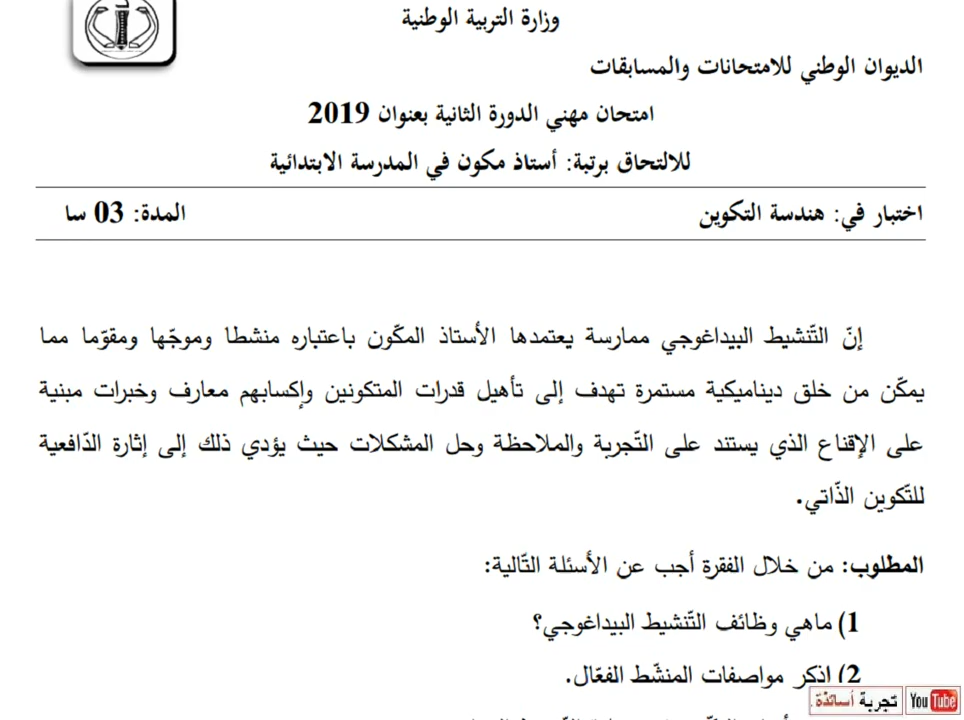 وزارة التربية الوطنية
الديوان الوطني للامتحانات والمسابقات
امتحان مهني الدورة الثانية بعنوان 2019
للالتحاق برتبة: أستاذ مكون في المدرسة الابتدائية
اختبار في: هندسة التكوين المدة: 03 سا
إنّ التّنشيط البيداغوجي ممارسة يعتمدها الأستاذ المكّون باعتباره منشطا وموجّها ومقوّما مما
يمكّن من خلق ديناميكية مستمرة تهدف إلى تأهيل قدرات المتكونين وإكسابهم معارف وخبرات مبنية
على الإقناع الذي يستند على التّجربة والملاحظة وحل المشكلات حيث يؤدي ذلك إلى إثارة الدّافعية
للتّكوين الذّاتي.
المطلوب: من خلال الفقرة أجب عن الأسئلة التّالية:
1) ماهي وظائف التّنشيط البيداغوجي؟
2) اذكر مواصفات المنشّط الفعّال.
تجربة أساتذة. YouTube